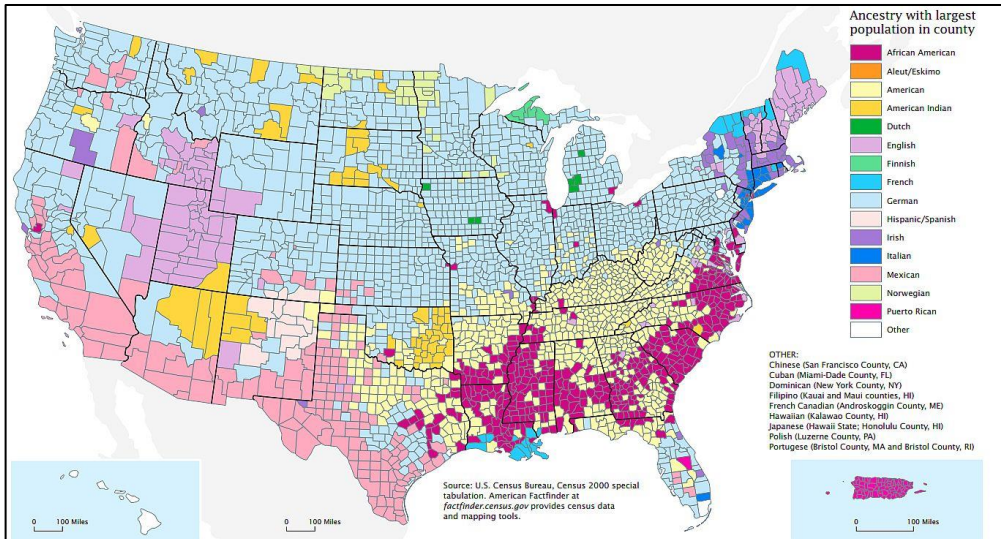 Ancestry with largest
population in county
African American
Aleut/Eskimo
American
American Indian
Dutch
English
Finnish
French
German
Hispanic/Spanish
Irish
Italian
Mexican
Norwegian
Puerto Rican
Other
OTHER:
Chinese (San Francisco County, CA)
Cuban (Miami-Dade County, FL)
Dominican (New York County, NY)
Filipino (Kauai and Maui counties, HI)
French Canadian (Androskoggin County, ME)
Hawaiian (Kalawao County, HI)
Japanese (Hawaii State; Honolulu County, HI)
Polish (Luzerne County, PA)
Portugese (Bristol County, MA and Bristol County, RI)
Source: U.S. Census Bureau, Census 2000 special
tabulation. American Factfinder at
factfinder.census.gov provides census data
and mapping tools.
0 100 Miles
0 100 Miles
0 100 Miles